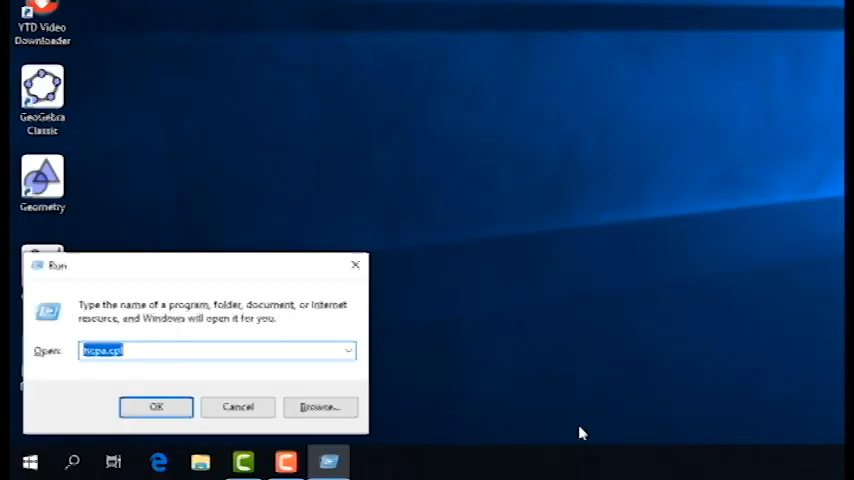 YTD Video
Downloader
GeoGebra
Classic
Geometry
Run
Type the name of a program, folder, document, or Internet
resource, and Windows will open it for you.
Open:
ncpa.cpl
OK
Cancel
Browse...